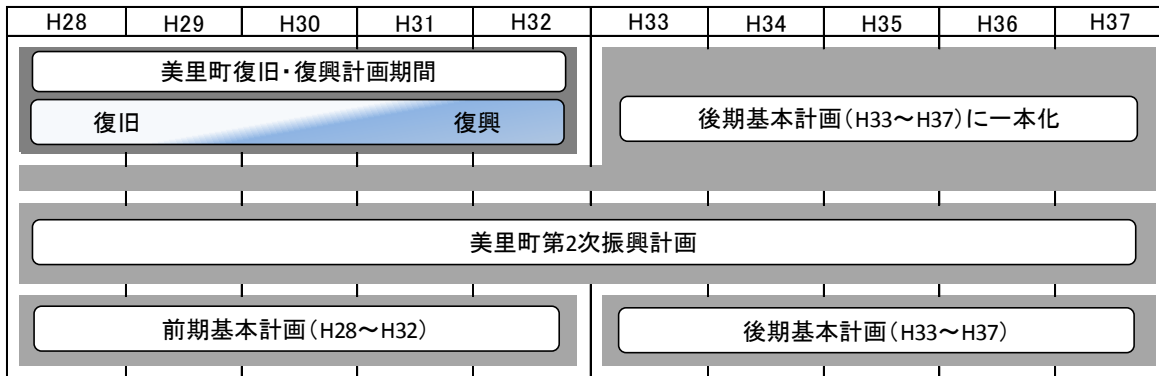 H28 H29 H30 H31 H32 H33 H34 H35 H36 H37
美里町復旧・復興計画期間
復旧 復興
後期基本計画(H33～H37)に一本化
美里町第2次振興計画
前期基本計画(H28～H32) 後期基本計画(H33～H37)